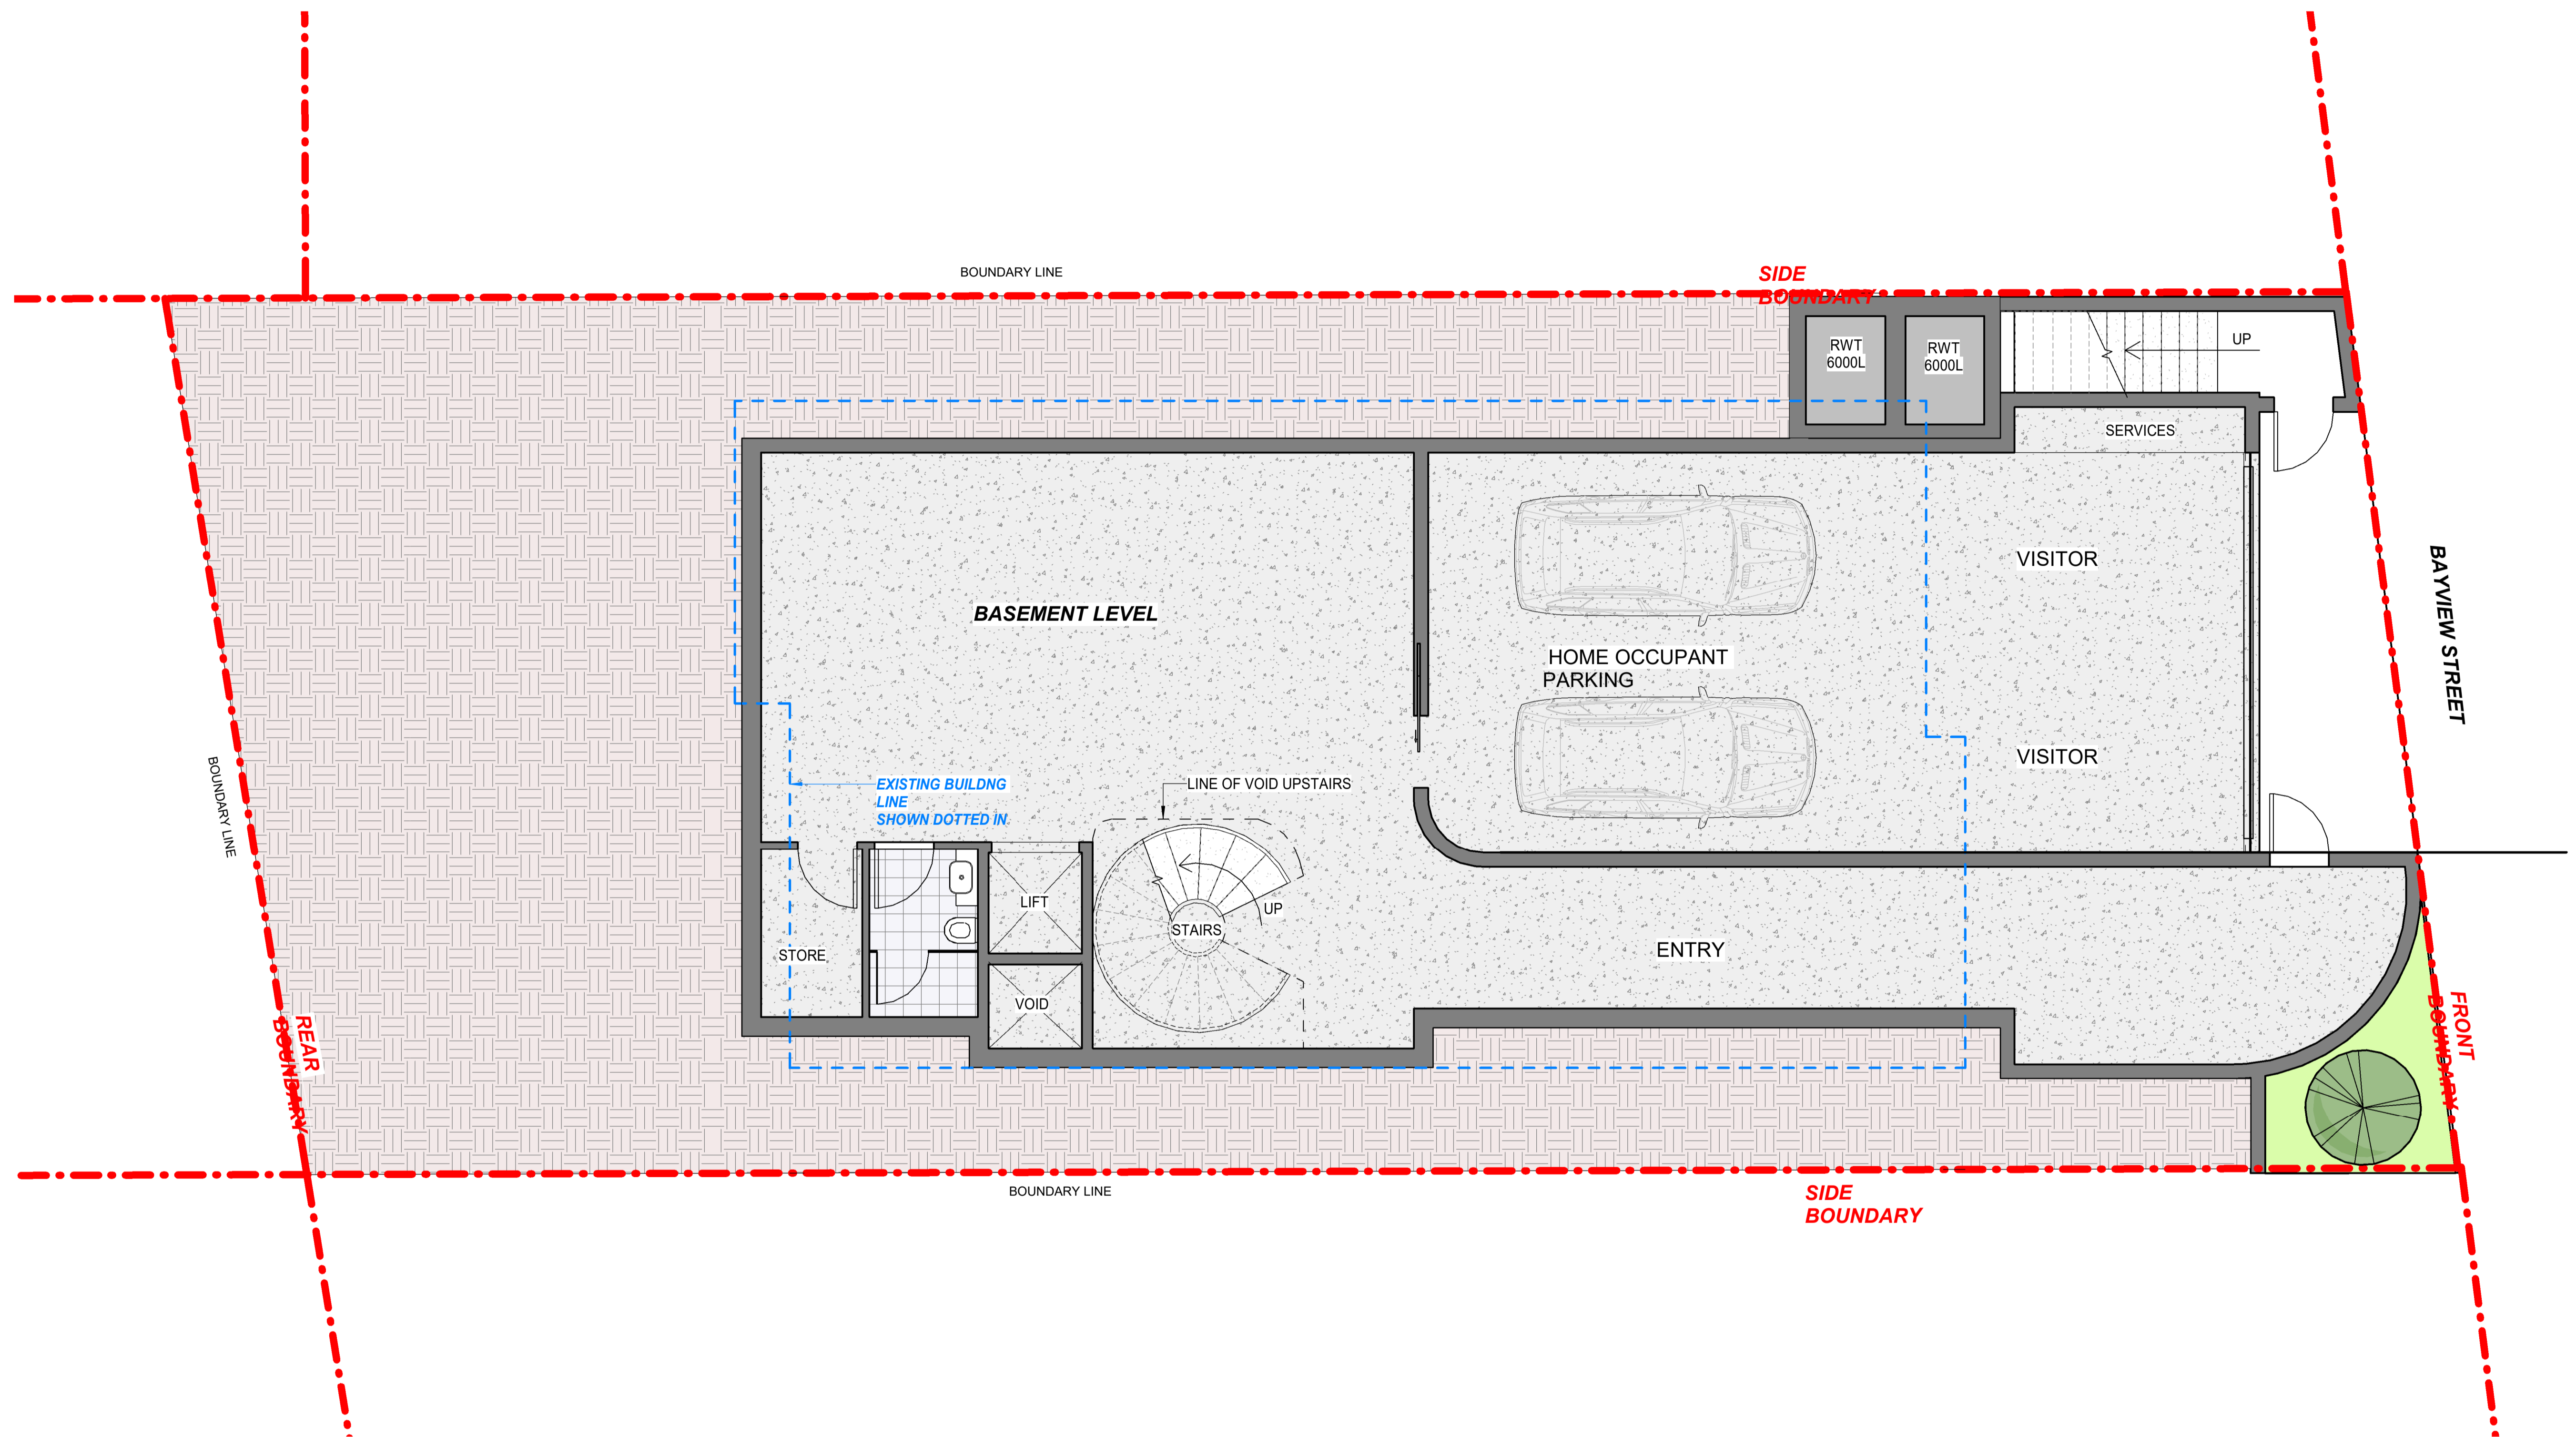 BOUNDARY LINE
SIDE
BOUNDARY
RWT
6000L
RWT
6000L
UP
SERVICES
VISITOR
BAYVIEW STREET
BASEMENT LEVEL
HOME OCCUPANT
PARKING
VISITOR
BOUNDARY LINE
EXISTING BUILDNG
LINE
SHOWN DOTTED IN
LINE OF VOID UPSTAIRS
LIFT
UP
STAIRS
STORE
ENTRY
VOID
REAR
BOUNDARY
FRONT
BOUNDARY
BOUNDARY LINE
SIDE
BOUNDARY